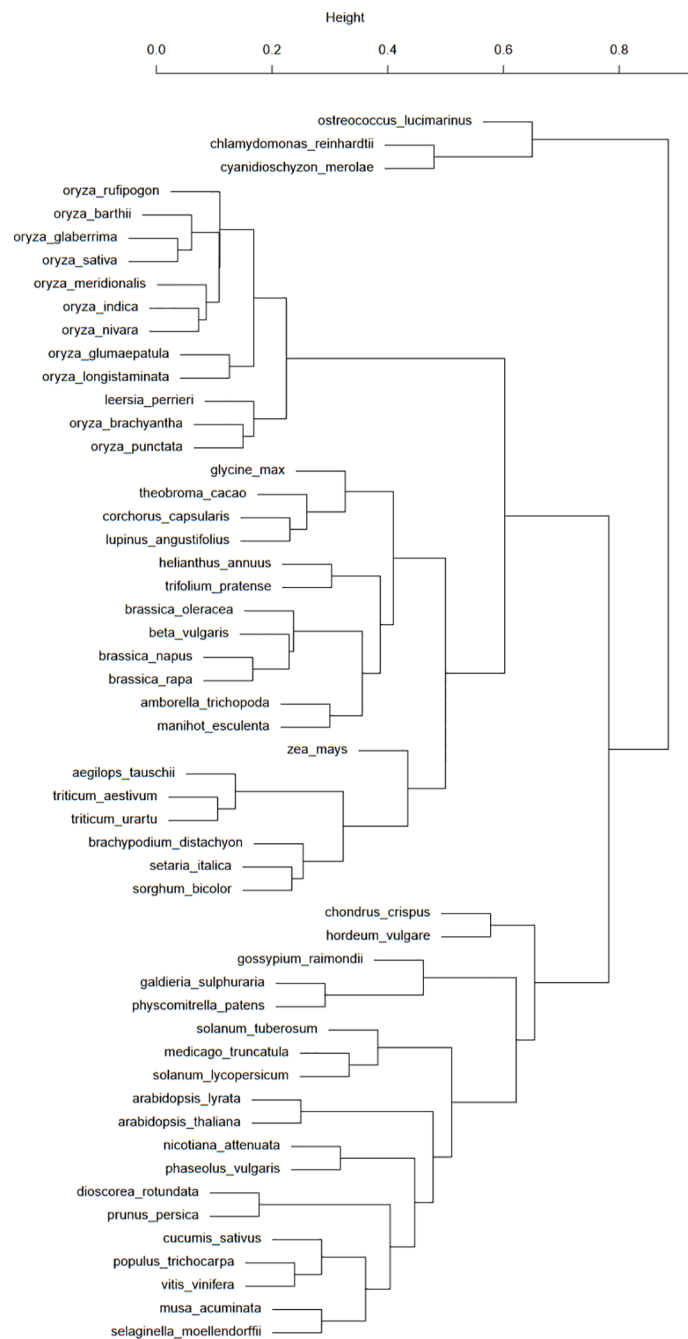 Height
0.0 0.2 0.4 0.6 0.8
ostreococcus_lucimarinus
chlamydomonas_reinhardtii
cyanidioschyzon_merolae
oryza_rufipogon
oryza_barthii
oryza_glaberrima
oryza_sativa
oryza_meridionalis
oryza_indica
oryza_nivara
oryza_glumaepatula
oryza_longistaminata
leersia_perrieri
oryza_brachyantha
oryza_punctata
glycine_max
theobroma_cacao
corchorus_capsularis
lupinus_angustifolius
helianthus_annuus
trifolium_pratense
brassica_oleracea
beta_vulgaris
brassica_napus
brassica_rapa
amborella_trichopoda
manihot_esculenta
zea_mays
aegilops_tauschii
triticum_aestivum
triticum_urartu
brachypodium_distachyon
setaria_italica
sorghum_bicolor
chondrus_crispus
hordeum_vulgare
gossypium_raimondii
galdieria_sulphuraria
physcomitrella_patens
solanum_tuberosum
medicago_truncatula
solanum_lycopersicum
arabidopsis_lyrata
arabidopsis_thaliana
nicotiana_attenuata
phaseolus_vulgaris
dioscorea_rotundata
prunus_persica
cucumis_sativus
populus_trichocarpa
vitis_vinifera
musa_acuminata
selaginella_moellendorffii